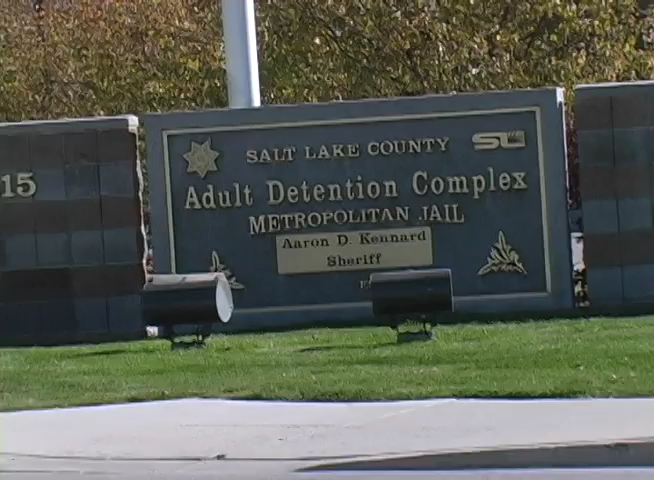 15
SALT LAKE COUNTY
SL
Adult Detention Complex
METROPOLITAN JAIL
Aaron D. Kennard
Sheriff